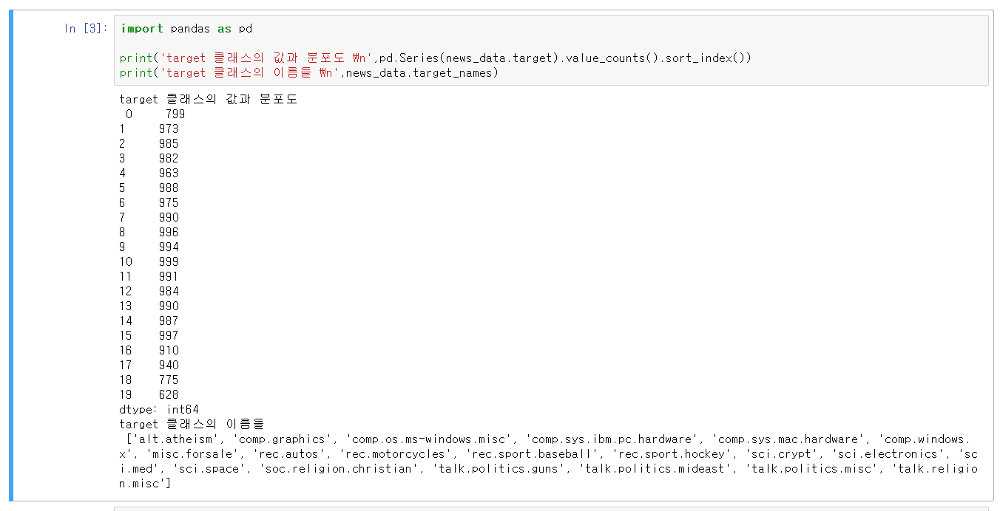 In [3]: import pandas as pd
print('target 클래스의 값과 분포도 ₩n',pd.Series(news_data.target).value_counts().sort_index())
print('target 클래스의 이름들 ₩n',news_data.target_names)
target 클래스의 값과 분포도
0 799
1 973
2 985
3 982
4 963
5 988
6 975
7 990
8 996
9 994
10 999
11 991
12 984
13 990
14 987
15 997
16 910
17 940
18 775
19 628
dtype: int64
target 클래스의 이름들
['alt.atheism', 'comp.graphics', 'comp.os.ms-windows.misc', 'comp.sys.ibm.pc.hardware', 'comp.sys.mac.hardware', 'comp.windows.
x', 'misc.forsale', 'rec.autos', 'rec.motorcycles', 'rec.sport.baseball', 'rec.sport.hockey', 'sci.crypt', 'sci.electronics', 'sc
i.med', 'sci.space', 'soc.religion.christian', 'talk.politics.guns', 'talk.politics.mideast', 'talk.politics.misc', 'talk.religio
n.misc']